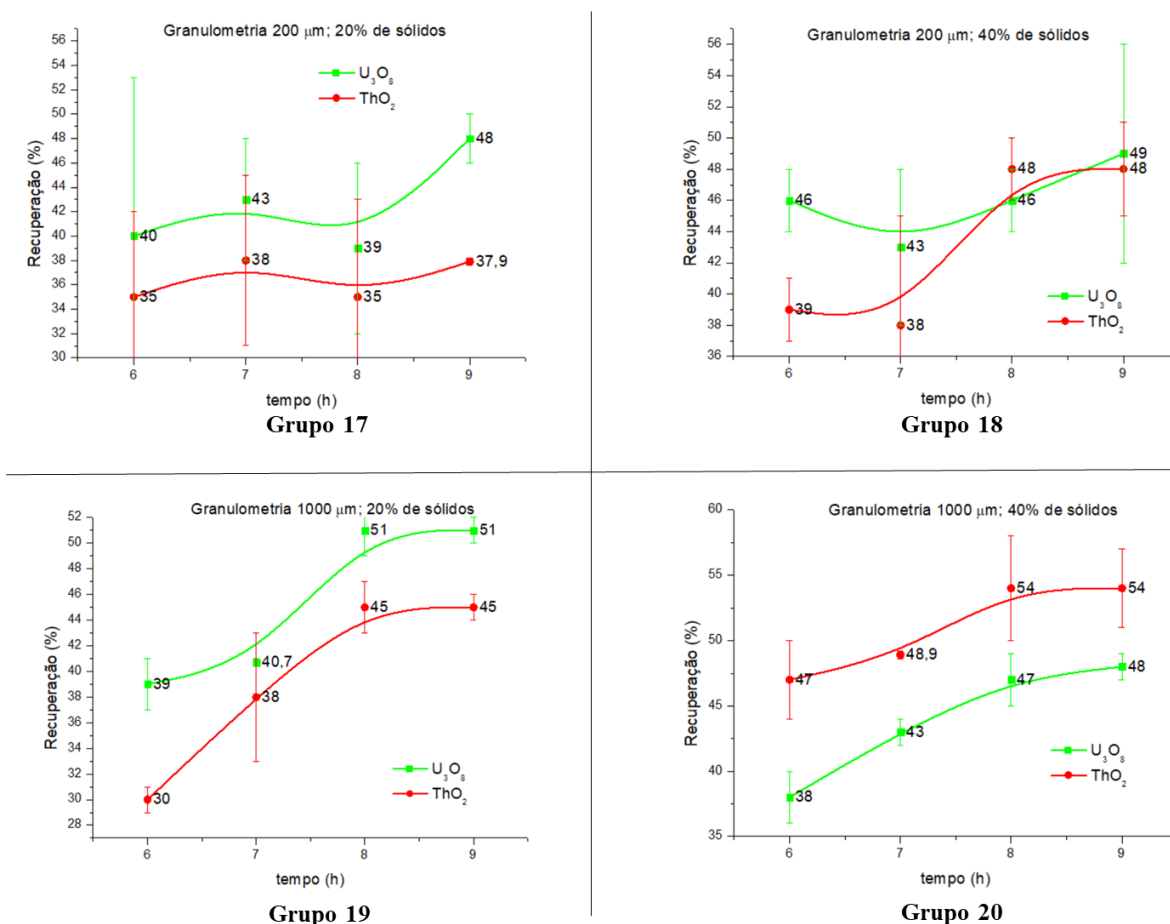 Granulometria 200 µm; 20% de sólidos
U₃O₈
ThO₂
Recuperação (%)
56
54
52
50
48
46
44
42
40
38
36
34
32
30
40
43
39
48
35
38
35
37,9
6 7 8 9
tempo (h)
Grupo 17
Granulometria 200 µm; 40% de sólidos
Recuperação (%)
56
54
52
50
48
46
44
42
40
38
36
46
43
46
49
39
38
48
48
U₃O₈
ThO₂
6 7 8 9
tempo (h)
Grupo 18
Granulometria 1000 µm; 20% de sólidos
Recuperação (%)
52
50
48
46
44
42
40
38
36
34
32
30
28
39
40,7
51
51
30
38
45
45
U₃O₈
ThO₂
6 7 8 9
tempo (h)
Grupo 19
Granulometria 1000 µm; 40% de sólidos
Recuperação (%)
60
55
50
45
40
35
47
48,9
54
54
38
43
47
48
U₃O₈
ThO₂
6 7 8 9
tempo (h)
Grupo 20